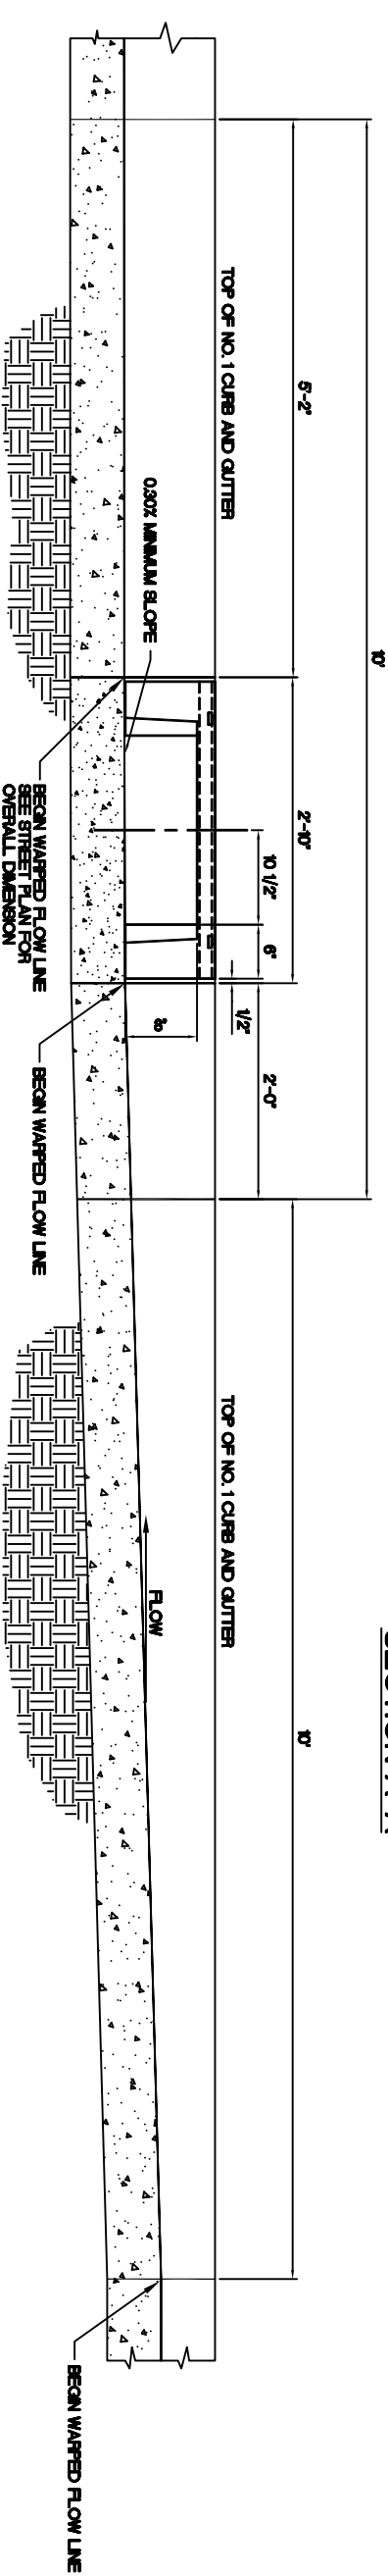 10'
5'-2"
2'-10"
10 1/2"
6"
2'-0"
1/2"
10'
TOP OF NO. 1 CURB AND GUTTER
TOP OF NO. 1 CURB AND GUTTER
0.30% MINIMUM SLOPE
8"
FLOW
BEGIN WARPED FLOW LINE
SEE STREET PLAN FOR
OVERALL DIMENSION
BEGIN WARPED FLOW LINE
BEGIN WARPED FLOW LINE